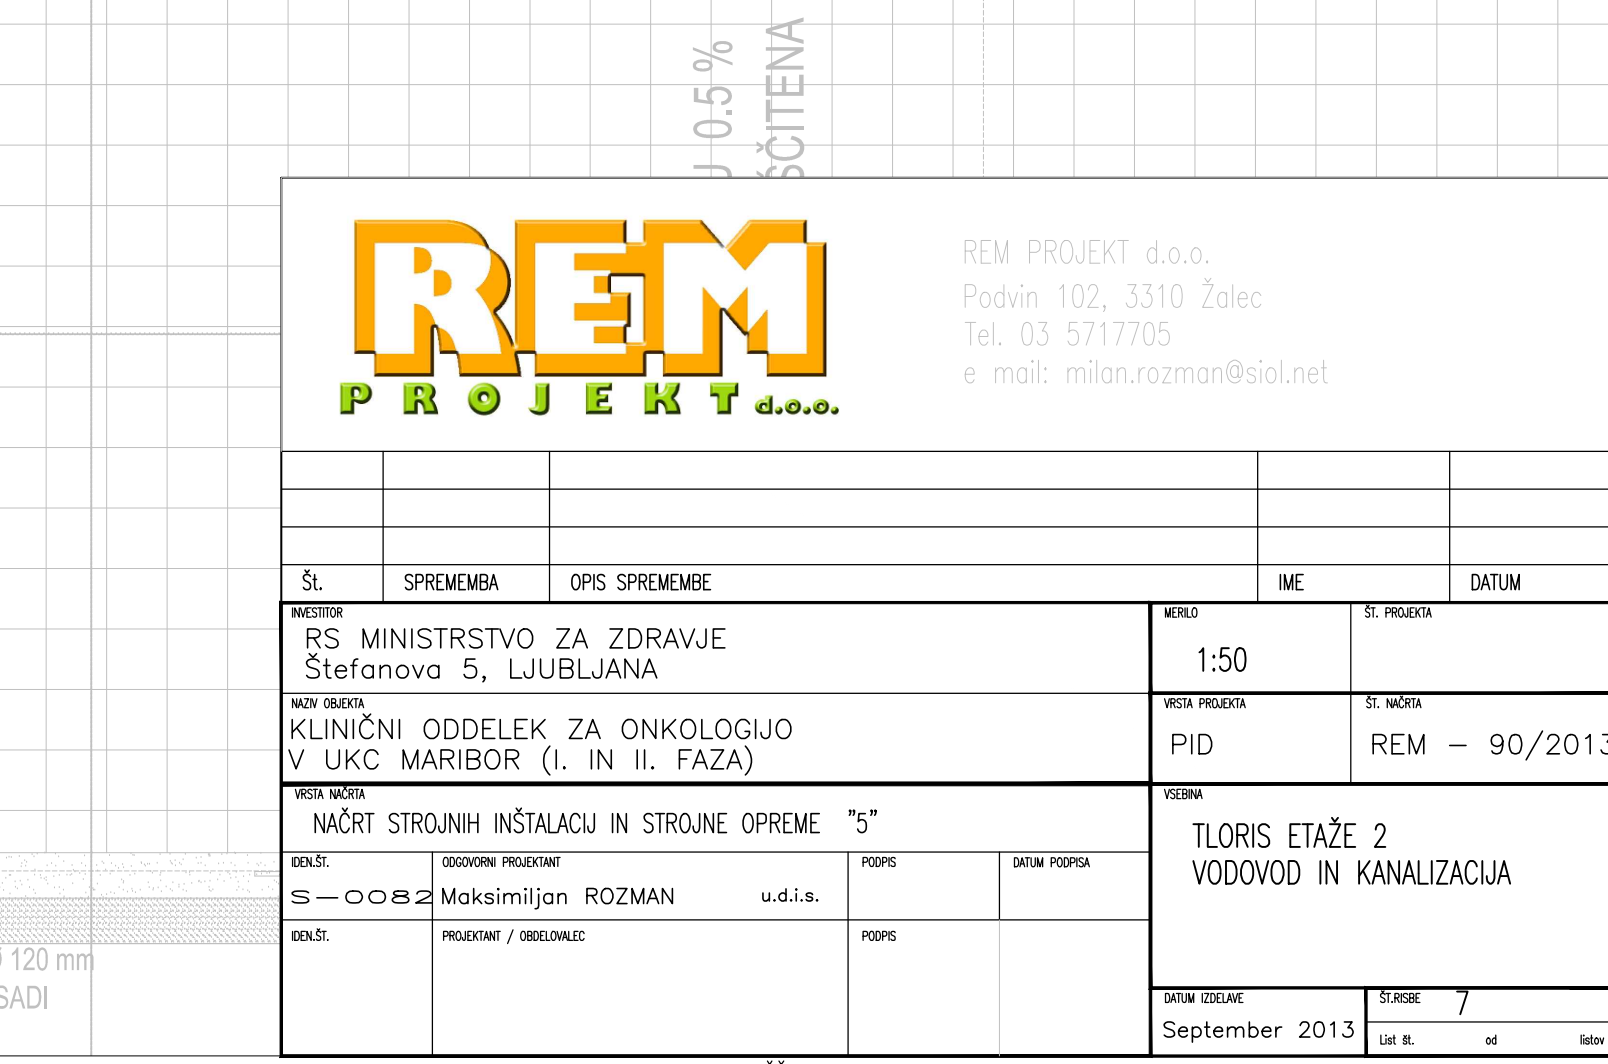 0.5 %
ŠČITENA
REM
PROJEKT d.o.o.
REM PROJEKT d.o.o.
Podvin 102, 3310 Žalec
Tel. 03 5717705
e mail: milan.rozman@siol.net
Št. SPREMEMBA OPIS SPREMEMBE IME DATUM
INVESTITOR
RS MINISTRSTVO ZA ZDRAVJE
Štefanova 5, LJUBLJANA
MERILO
1:50
ŠT. PROJEKTA
NAZIV OBJEKTA
KLINIČNI ODDELEK ZA ONKOLOGIJO
V UKC MARIBOR (I. IN II. FAZA)
VRSTA PROJEKTA
PID
ŠT. NAČRTA
REM – 90/2013
VRSTA NAČRTA
NAČRT STROJNIH INŠTALACIJ IN STROJNE OPREME "5"
VSEBINA
TLORIS ETAŽE 2
VODOVOD IN KANALIZACIJA
IDEN.ŠT. ODGOVORNI PROJEKTANT PODPIS DATUM PODPISA
S–0082 Maksimiljan ROZMAN u.d.i.s.
IDEN.ŠT. PROJEKTANT / OBDELOVALEC PODPIS
120 mm
SADI
DATUM IZDELAVE
September 2013
ŠT.RISBE 7
List št. od listov